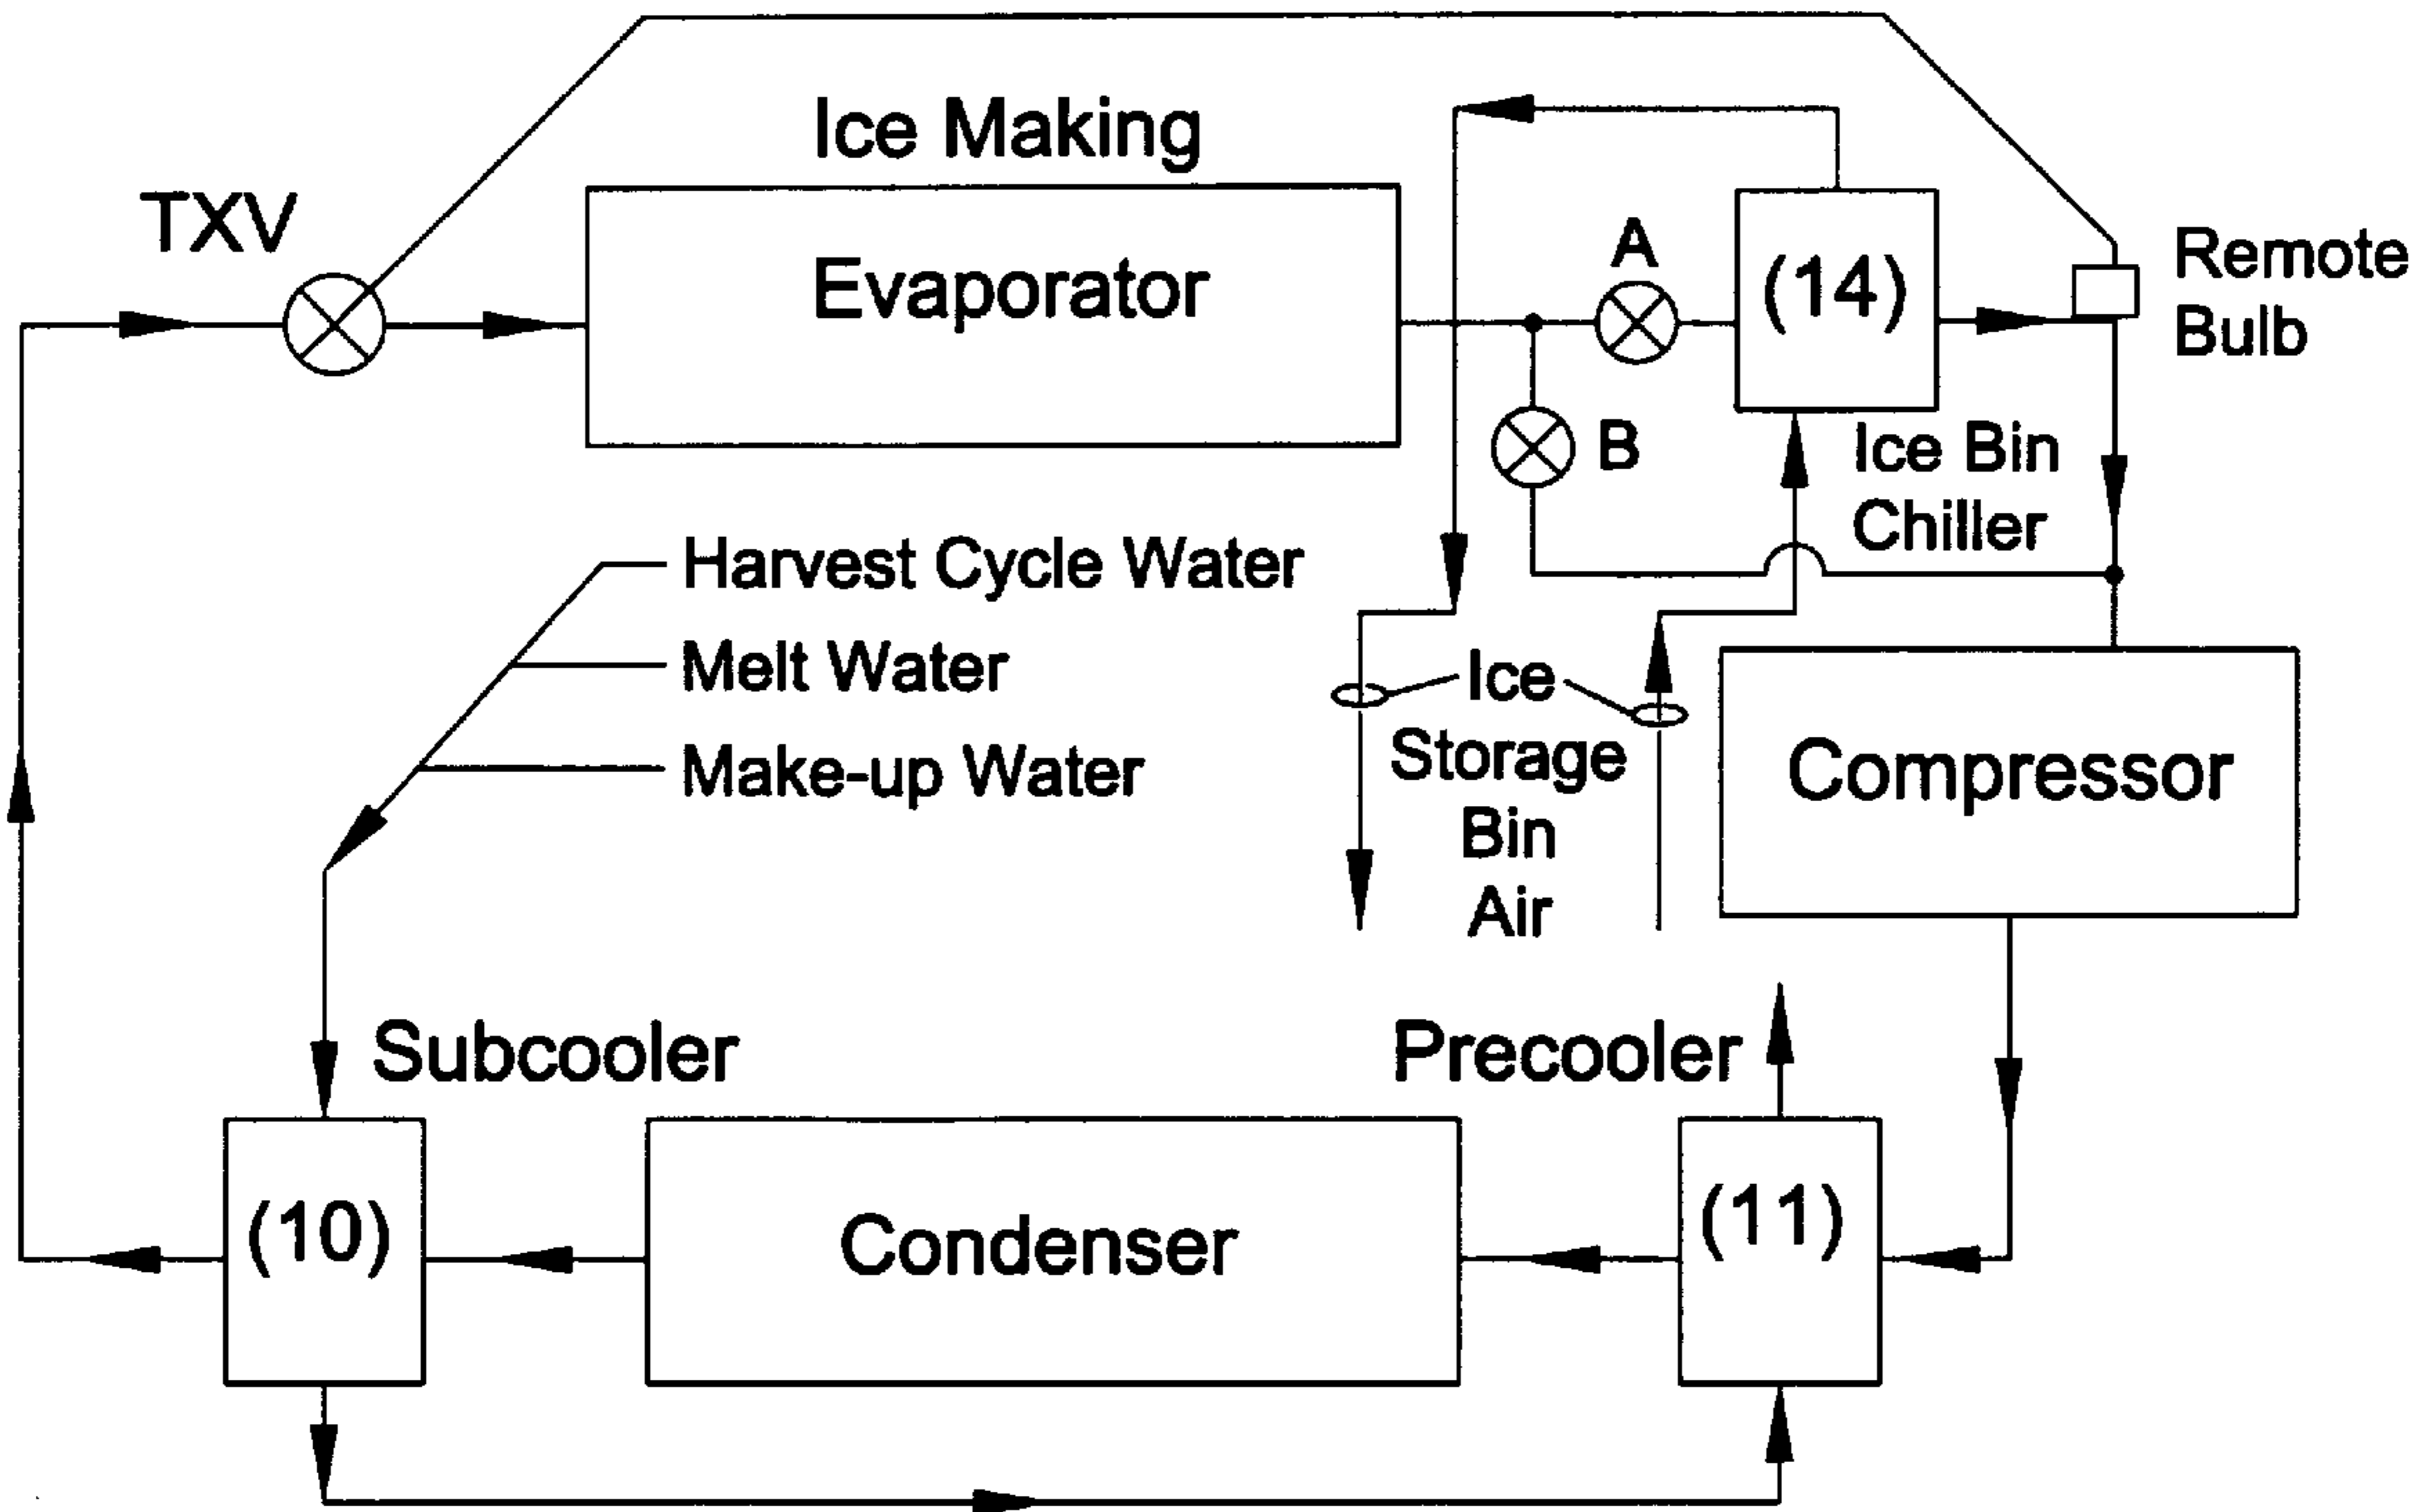 Ice Making
TXV
Evaporator
A
(14)
Remote
Bulb
B
Ice Bin
Chiller
Harvest Cycle Water
Melt Water
Make-up Water
Ice
Storage
Bin
Air
Compressor
Subcooler
Precooler
(10)
Condenser
(11)